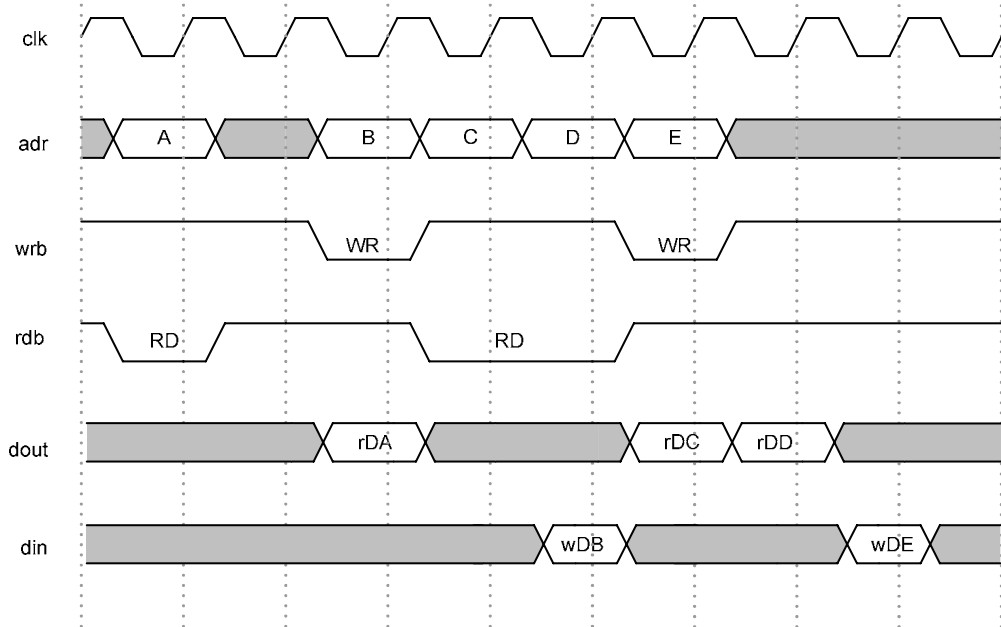 clk
adr A B C D E
wrb WR WR
rdb RD RD
dout rDA rDC rDD
din wDB wDE